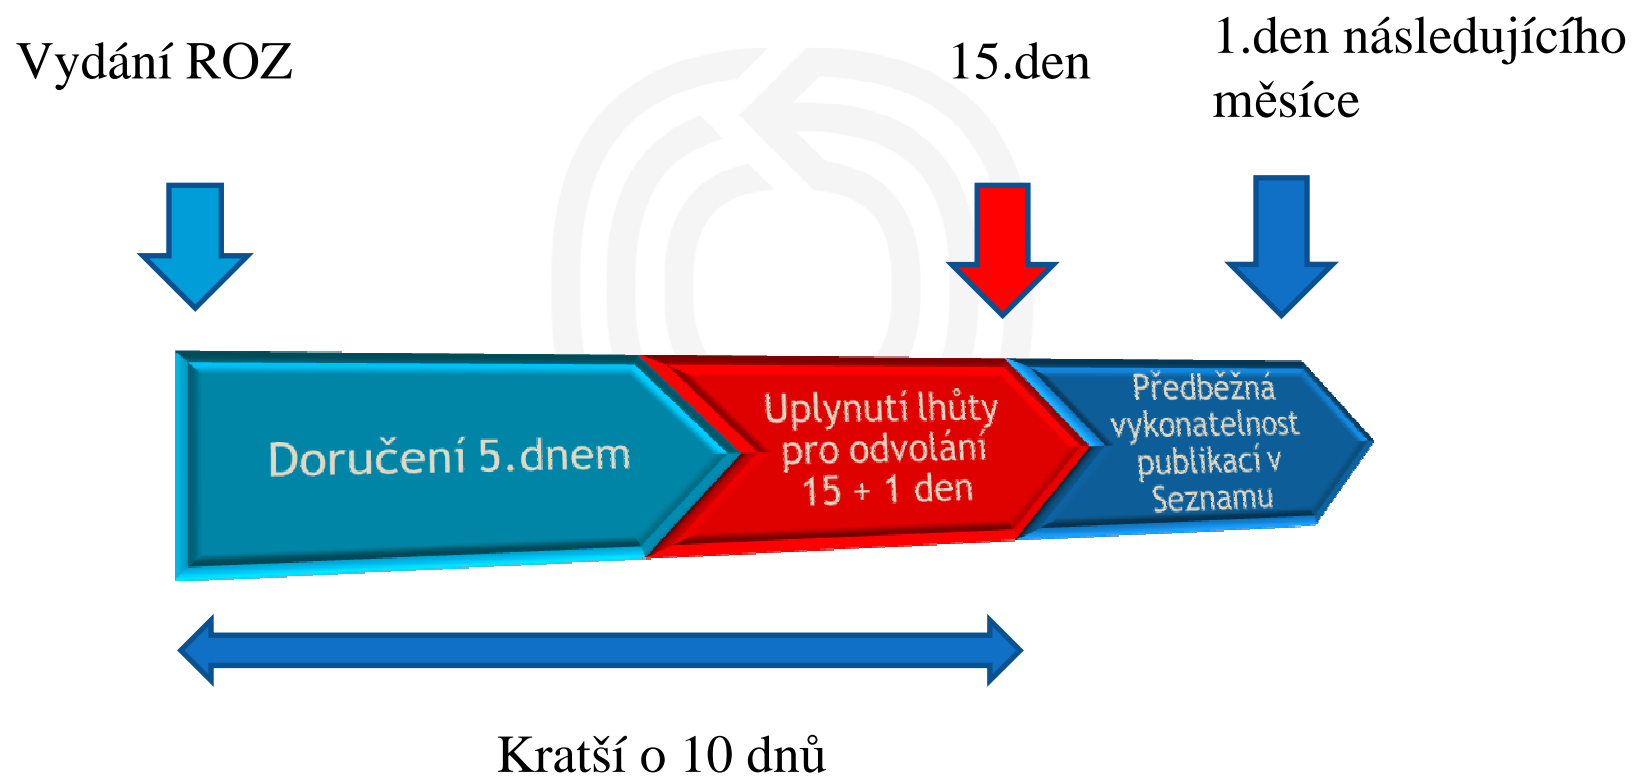 Vydání ROZ
15.den
1.den následujícího
měsíce
Doručení 5.dnem
Uplynutí lhůty
pro odvolání
15 + 1 den
Předběžná
vykonatelnost
publikací v
Seznamu
Kratší o 10 dnů